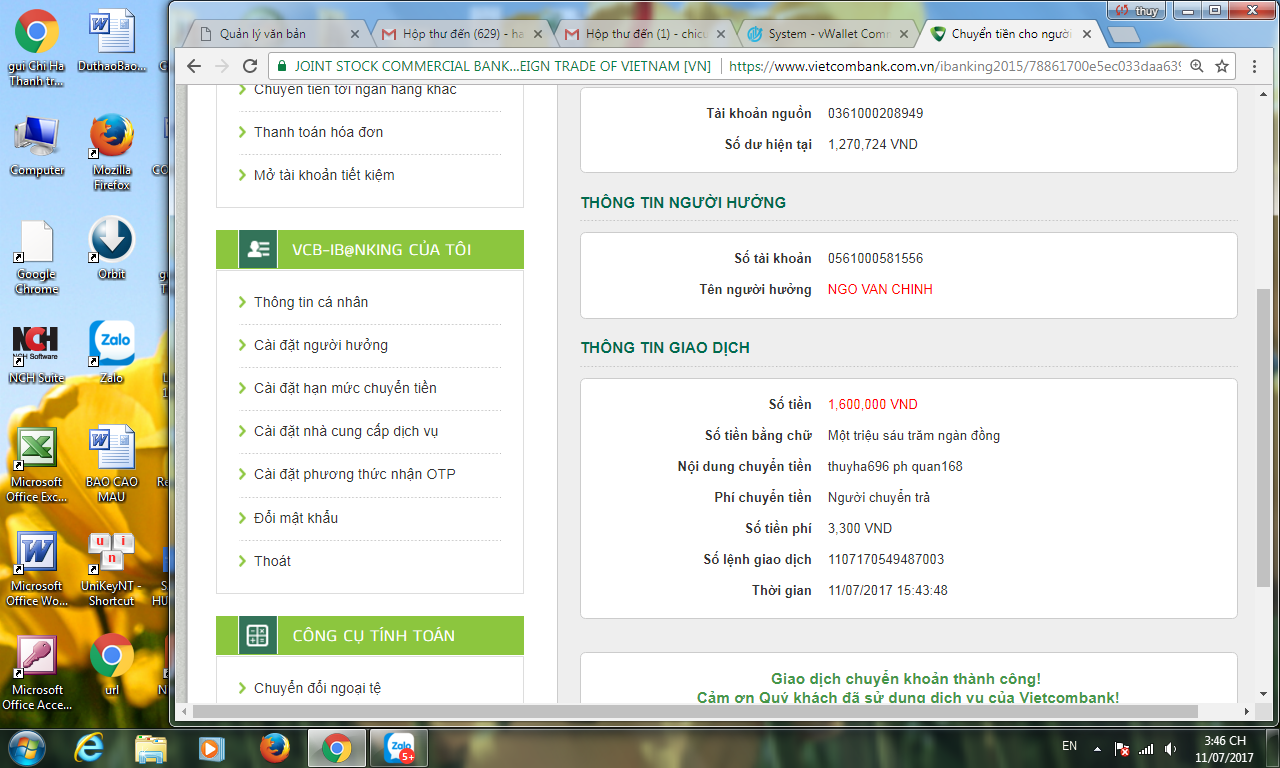 gui Chi Ha
Thanh tr...
DuthaoBao...
Computer
Mozilla
Firefox
Google
Chrome
Orbit
NCH
NCH Software
NCH Suite
Zalo
Zalo
Microsoft
Office Exc...
BAO CAO
MAU
Microsoft
Office Wo...
u i
n
UniKeyNT -
Shortcut
Microsoft
Office Acce...
url
thuy
Quản lý văn bản
Hộp thư đến (629) - ha
Hộp thư đến (1) - chicu
System - vWallet Comm
Chuyển tiền cho người
JOINT STOCK COMMERCIAL BANK...EIGN TRADE OF VIETNAM [VN]
https://www.vietcombank.com.vn/ibanking2015/78861700e5ec033daa639
Chuyển tiền tới ngân hàng khác
Thanh toán hóa đơn
Mở tài khoản tiết kiệm
VCB-IB@NKING CỦA TÔI
Thông tin cá nhân
Cài đặt người hưởng
Cài đặt hạn mức chuyển tiền
Cài đặt nhà cung cấp dịch vụ
Cài đặt phương thức nhận OTP
Đổi mật khẩu
Thoát
CÔNG CỤ TÍNH TOÁN
Chuyển đổi ngoại tệ
Tài khoản nguồn 0361000208949
Số dư hiện tại 1,270,724 VND
THÔNG TIN NGƯỜI HƯỞNG
Số tài khoản 0561000581556
Tên người hưởng NGO VAN CHINH
THÔNG TIN GIAO DỊCH
Số tiền 1,600,000 VND
Số tiền bằng chữ Một triệu sáu trăm ngàn đồng
Nội dung chuyển tiền thuyha696 ph quan168
Phí chuyển tiền Người chuyển trả
Số tiền phí 3,300 VND
Số lệnh giao dịch 1107170549487003
Thời gian 11/07/2017 15:43:48
Giao dịch chuyển khoản thành công!
Cảm ơn Quý khách đã sử dụng dịch vụ của Vietcombank!
Zalo
5+
EN
3:46 CH
11/07/2017